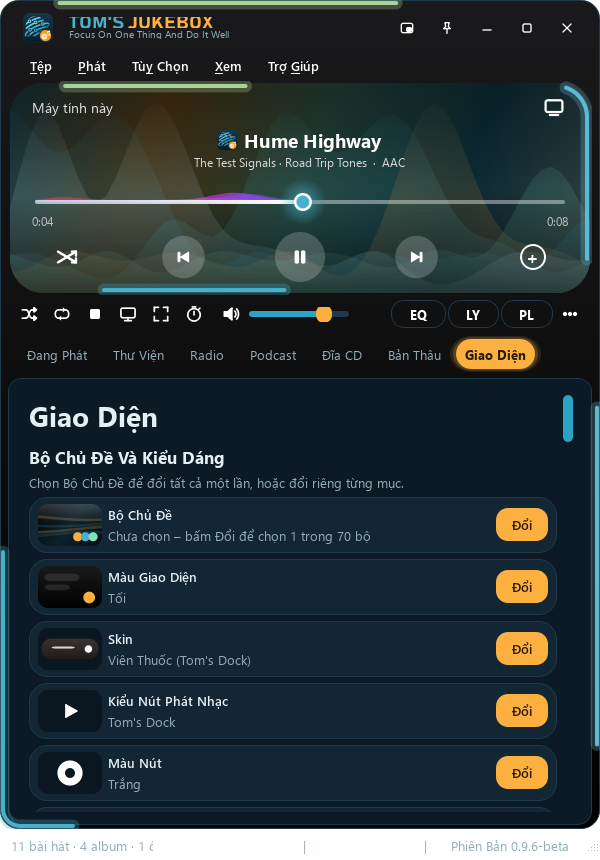 TOM'S JUKEBOX
Focus On One Thing And Do It Well
Tệp Phát Tùy Chọn Xem Trợ Giúp
Máy tính này
Hume Highway
The Test Signals · Road Trip Tones · AAC
0:04 0:08
EQ LY PL
Đang Phát Thư Viện Radio Podcast Đĩa CD Bản Thâu Giao Diện
Giao Diện
Bộ Chủ Đề Và Kiểu Dáng
Chọn Bộ Chủ Đề để đổi tất cả một lần, hoặc đổi riêng từng mục.
Bộ Chủ Đề
Chưa chọn – bấm Đổi để chọn 1 trong 70 bộ
Đổi
Màu Giao Diện
Tối
Đổi
Skin
Viên Thuốc (Tom's Dock)
Đổi
Kiểu Nút Phát Nhạc
Tom's Dock
Đổi
Màu Nút
Trắng
Đổi
11 bài hát · 4 album · 1 Phiên Bản 0.9.6-beta